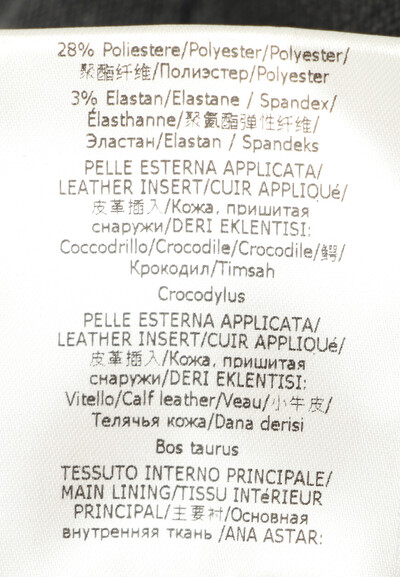 28% Poliestere/Polyester/Polyester/
聚酯纤维/Полиэстер/Polyester
3% Elastan/Elastane / Spandex/
Élasthanne/聚氨酯弹性纤维/
Эластан/Elastan / Spandeks
PELLE ESTERNA APPLICATA/
LEATHER INSERT/CUIR APPLIQUé/
皮革插入/Кожа, пришитая
снаружи/DERI EKLENTISI:
Coccodrillo/Crocodile/Crocodile/鳄/
Крокодил/Timsah
Crocodylus
PELLE ESTERNA APPLICATA/
LEATHER INSERT/CUIR APPLIQUé/
皮革插入/Кожа, пришитая
снаружи/DERI EKLENTISI:
Vitello/Calf leather/Veau/小牛皮/
Телячья кожа/Dana derisi
Bos taurus
TESSUTO INTERNO PRINCIPALE/
MAIN LINING/TISSU INTéRIEUR
PRINCIPAL/主要衬/Основная
внутренняя ткань /ANA ASTAR: